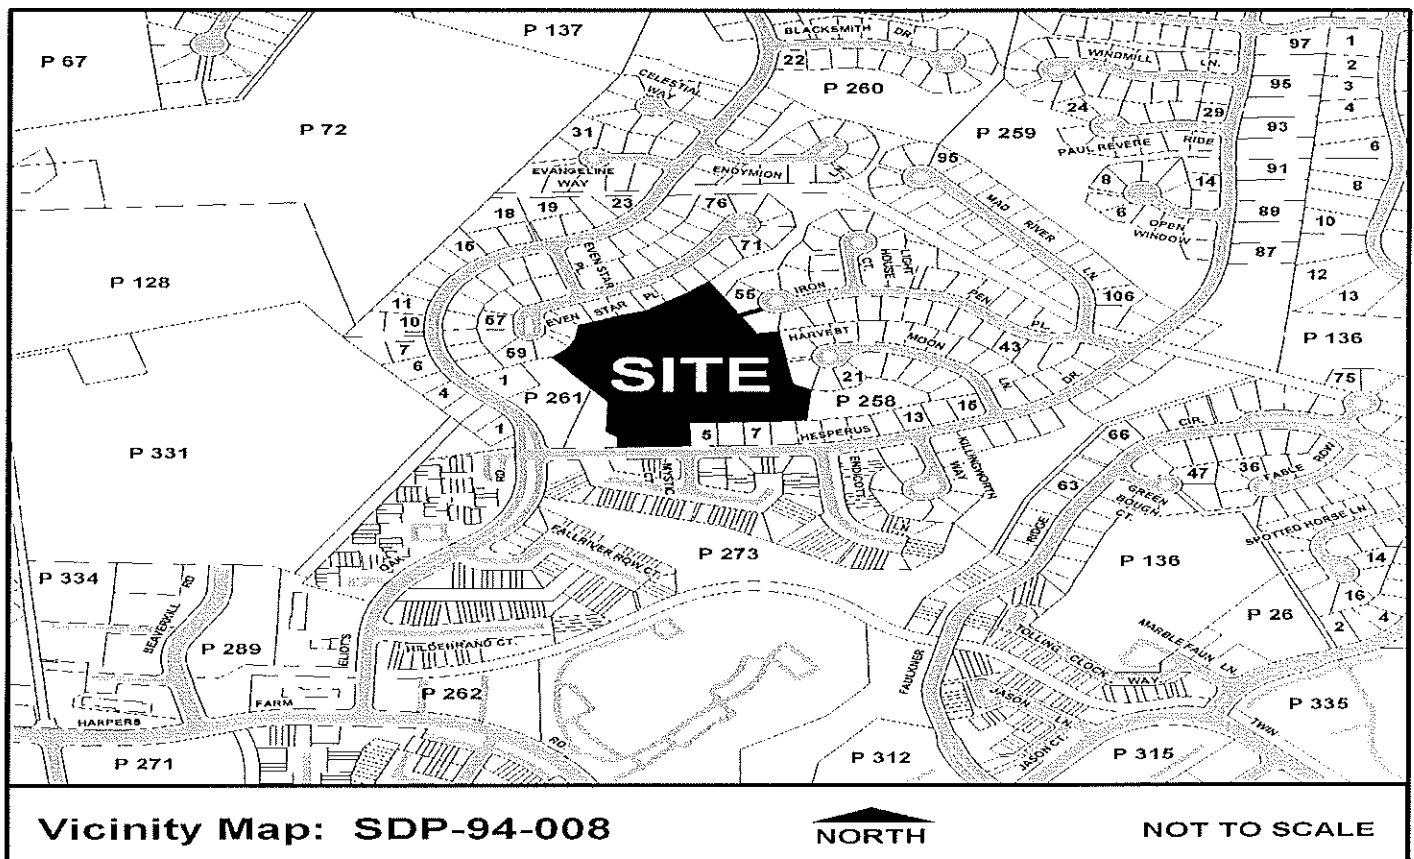 P 67
P 137
BLACKSMITH DR.
22
P 260
WINDMILL LN.
97
1
2
95
3
4
CELESTIAL
WAY
P 72
31
24
29
P 259
93
PAUL REVERE RIDE
6
EVANGELINE
WAY
ENDYMION LN.
95
91
8
14
8
MAD RIVER LN.
6
OPEN
WINDOW
89
10
87
18
19
23
76
16
71
EVEN STAR
PL.
LIGHT
HOUSE
CT.
P 128
12
13
11
10
7
6
4
57
EVEN STAR PL.
55
IRON PEN PL.
106
HARVEST MOON LN.
43
P 136
59
1
SITE
21
75
P 261
P 258
DR.
1
5
7
HESPERUS
13
15
CIR.
66
P 331
KILLINGWORTH
WAY
MYSTIC
CT.
ENDICOTT
LN.
RD.
63
47
36
TABLE ROW
GREEN
BOUGH
CT.
RIDGE
SPOTTED HORSE LN.
FALLRIVER ROW CT.
P 273
OAK
P 136
14
P 334
BEAVERKILL RD
16
P 26
2
4
P 289
ELIOTS
HILDEBRAND CT.
TOLLING CLOCK
WAY
MARBLE FAUN LN.
FAULKNER
P 262
JASON LN.
P 335
HARPERS FARM RD.
TWIN
P 271
P 312
JASON CT.
P 315
Vicinity Map: SDP-94-008
NORTH
NOT TO SCALE